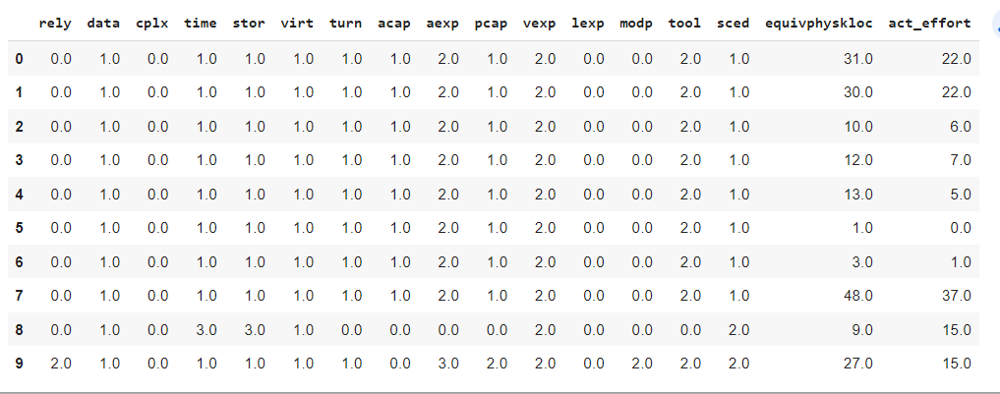 rely data cplx time stor virt turn acap aexp pcap vexp lexp modp tool sced equivphyskloc act_effort
0 0.0 1.0 0.0 1.0 1.0 1.0 1.0 1.0 2.0 1.0 2.0 0.0 0.0 2.0 1.0 31.0 22.0
1 0.0 1.0 0.0 1.0 1.0 1.0 1.0 1.0 2.0 1.0 2.0 0.0 0.0 2.0 1.0 30.0 22.0
2 0.0 1.0 0.0 1.0 1.0 1.0 1.0 1.0 2.0 1.0 2.0 0.0 0.0 2.0 1.0 10.0 6.0
3 0.0 1.0 0.0 1.0 1.0 1.0 1.0 1.0 2.0 1.0 2.0 0.0 0.0 2.0 1.0 12.0 7.0
4 0.0 1.0 0.0 1.0 1.0 1.0 1.0 1.0 2.0 1.0 2.0 0.0 0.0 2.0 1.0 13.0 5.0
5 0.0 1.0 0.0 1.0 1.0 1.0 1.0 1.0 2.0 1.0 2.0 0.0 0.0 2.0 1.0 1.0 0.0
6 0.0 1.0 0.0 1.0 1.0 1.0 1.0 1.0 2.0 1.0 2.0 0.0 0.0 2.0 1.0 3.0 1.0
7 0.0 1.0 0.0 1.0 1.0 1.0 1.0 1.0 2.0 1.0 2.0 0.0 0.0 2.0 1.0 48.0 37.0
8 0.0 1.0 0.0 3.0 3.0 1.0 0.0 0.0 0.0 0.0 2.0 0.0 0.0 0.0 2.0 9.0 15.0
9 2.0 1.0 0.0 1.0 1.0 1.0 1.0 0.0 3.0 2.0 2.0 0.0 2.0 2.0 2.0 27.0 15.0